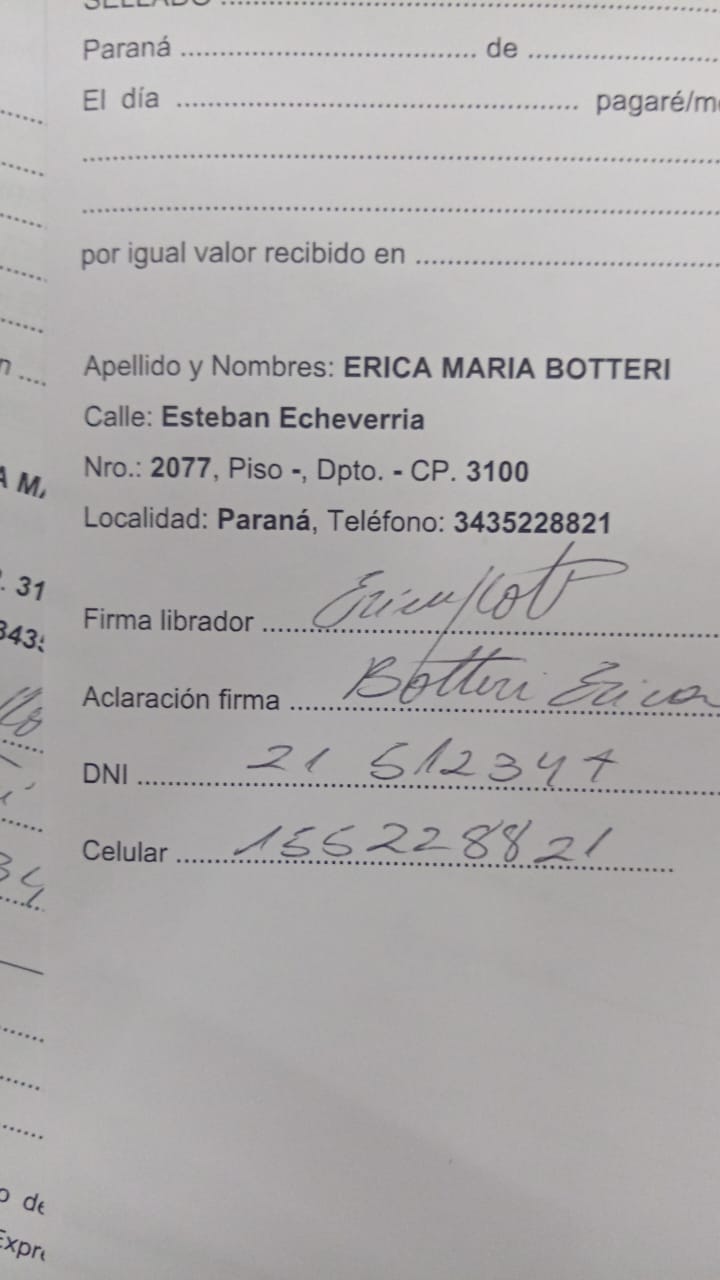 SELLADO ........................................
Paraná ........................................ de ........................
El día ........................................ pagaré/m
................................................................
................................................................
por igual valor recibido en ........................................
Apellido y Nombres: ERICA MARIA BOTTERI
Calle: Esteban Echeverria
Nro.: 2077, Piso -, Dpto. - CP. 3100
Localidad: Paraná, Teléfono: 3435228821
Firma librador ........................................
Aclaración firma Botteri Erica
DNI 21 512347
Celular 155228821